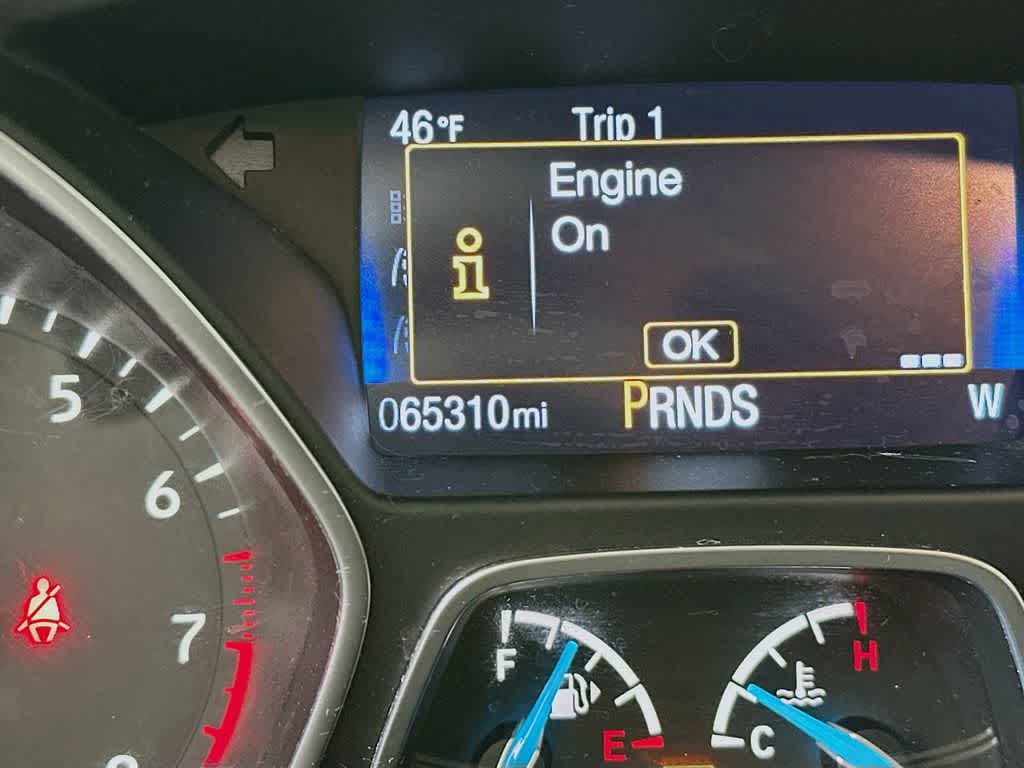 46°F Trip 1
Engine
On
i
OK
065310mi PRNDS W
5
6
7
F
E
C
H